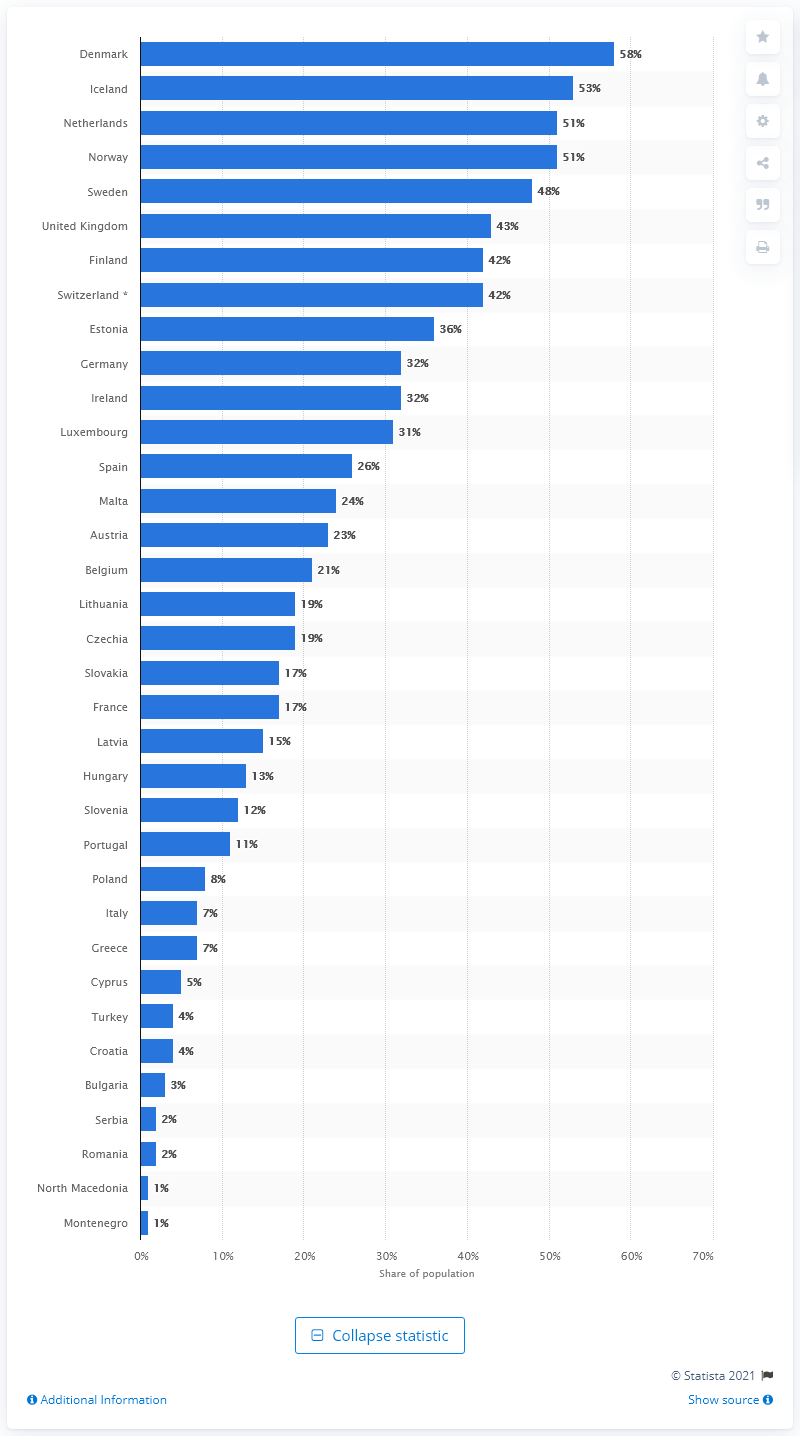 Denmark 58%
Iceland 53%
Netherlands 51%
Norway 51%
Sweden 48%
United Kingdom 43%
Finland 42%
Switzerland * 42%
Estonia 36%
Germany 32%
Ireland 32%
Luxembourg 31%
Spain 26%
Malta 24%
Austria 23%
Belgium 21%
Lithuania 19%
Czechia 19%
Slovakia 17%
France 17%
Latvia 15%
Hungary 13%
Slovenia 12%
Portugal 11%
Poland 8%
Italy 7%
Greece 7%
Cyprus 5%
Turkey 4%
Croatia 4%
Bulgaria 3%
Serbia 2%
Romania 2%
North Macedonia 1%
Montenegro 1%
0% 10% 20% 30% 40% 50% 60% 70%
Share of population
Collapse statistic
© Statista 2021
Additional Information Show source